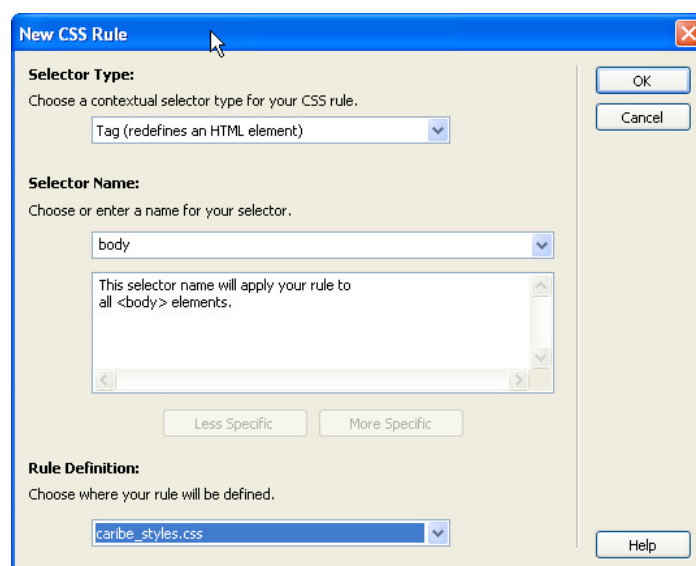 New CSS Rule
Selector Type:
Choose a contextual selector type for your CSS rule.
Tag (redefines an HTML element)
OK
Cancel
Selector Name:
Choose or enter a name for your selector.
body
This selector name will apply your rule to
all <body> elements.
Less Specific
More Specific
Rule Definition:
Choose where your rule will be defined.
caribe_styles.css
Help